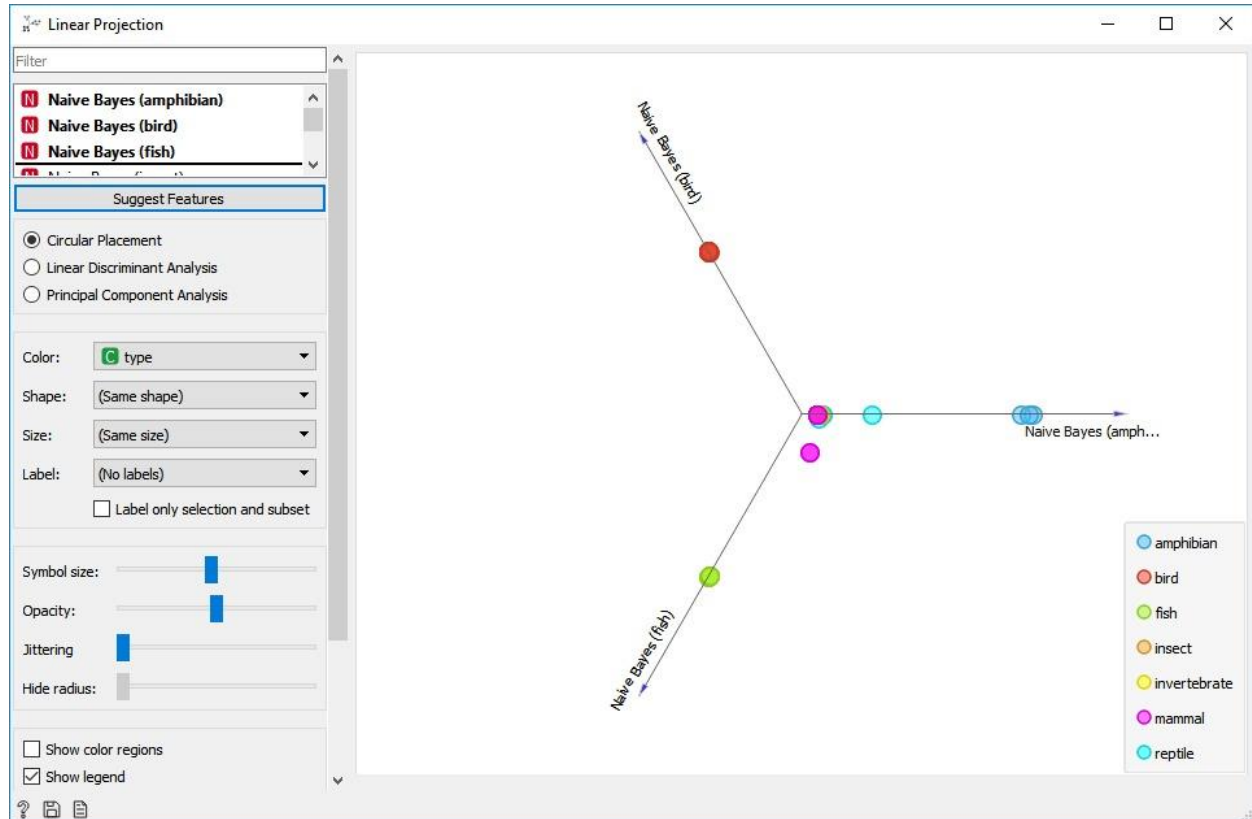 Linear Projection
Filter
Naive Bayes (amphibian)
Naive Bayes (bird)
Naive Bayes (fish)
Suggest Features
Circular Placement
Linear Discriminant Analysis
Principal Component Analysis
Color: C type
Shape: (Same shape)
Size: (Same size)
Label: (No labels)
Label only selection and subset
Symbol size:
Opacity:
Jittering
Hide radius:
Show color regions
Show legend
Naive Bayes (bird)
Naive Bayes (amph...
Naive Bayes (fish)
amphibian
bird
fish
insect
invertebrate
mammal
reptile